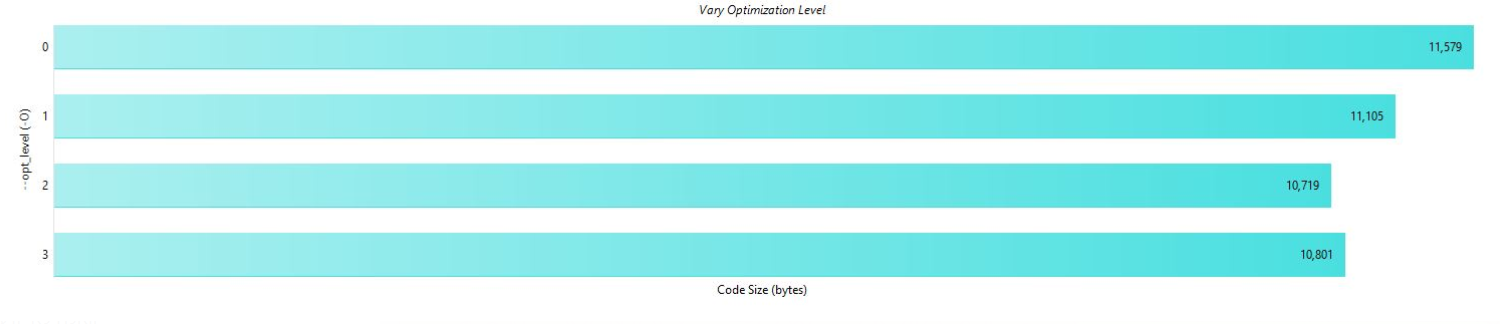 Vary Optimization Level
0
11,579
1
11,105
--opt_level (-O)
2
10,719
3
10,801
Code Size (bytes)